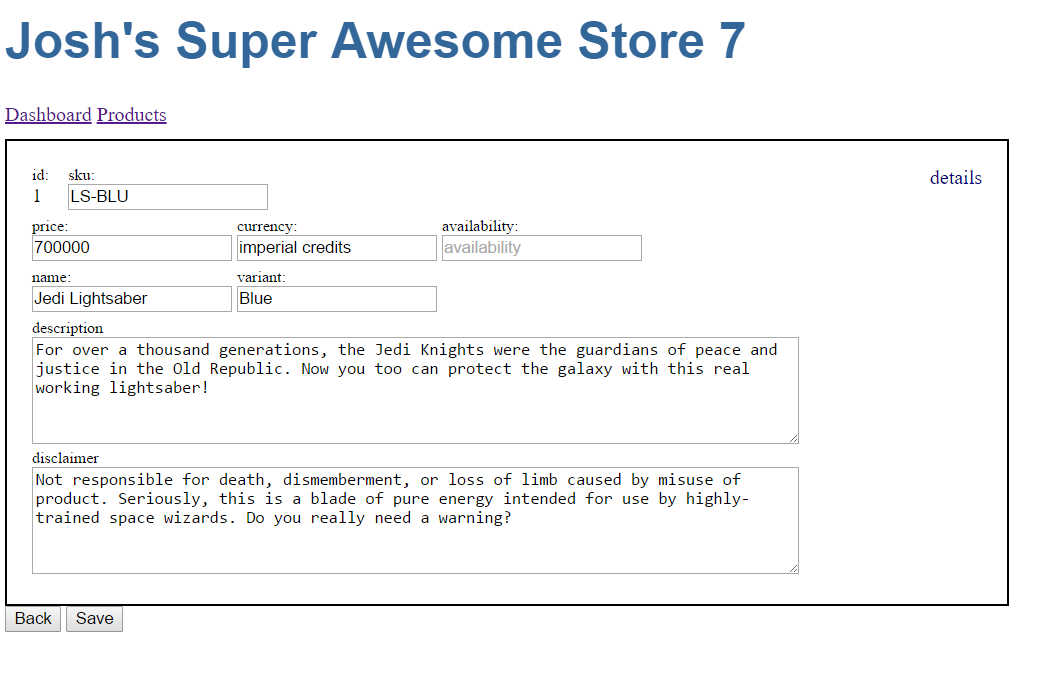 Josh's Super Awesome Store 7
Dashboard Products
details
id: sku:
1 LS-BLU
price: currency: availability:
700000 imperial credits availability
name: variant:
Jedi Lightsaber Blue
description
For over a thousand generations, the Jedi Knights were the guardians of peace and
justice in the Old Republic. Now you too can protect the galaxy with this real
working lightsaber!
disclaimer
Not responsible for death, dismemberment, or loss of limb caused by misuse of
product. Seriously, this is a blade of pure energy intended for use by highly-
trained space wizards. Do you really need a warning?
Back Save